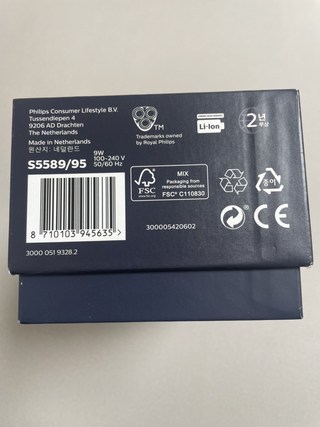 Philips Consumer Lifestyle B.V.
Tussendiepen 4
9206 AD Drachten
The Netherlands
Made in Netherlands
원산지: 네덜란드
S5589/95
9W
100-240 V
50/60 Hz
8 710103 945635 >
3000 051 9328.2
TM
Trademarks owned
by Royal Philips
Li-Ion
2년
무상
FSC
MIX
Packaging from
responsible sources
FSC® C110830
300005420602
종이
CE